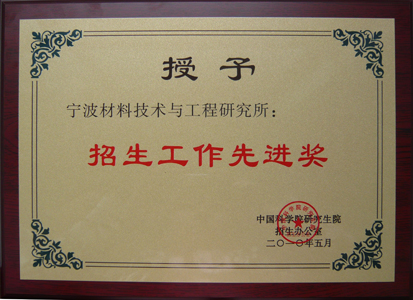 授予
宁波材料技术与工程研究所：
招生工作先进奖
中国科学院研究生院
招生办公室
二〇一〇年五月